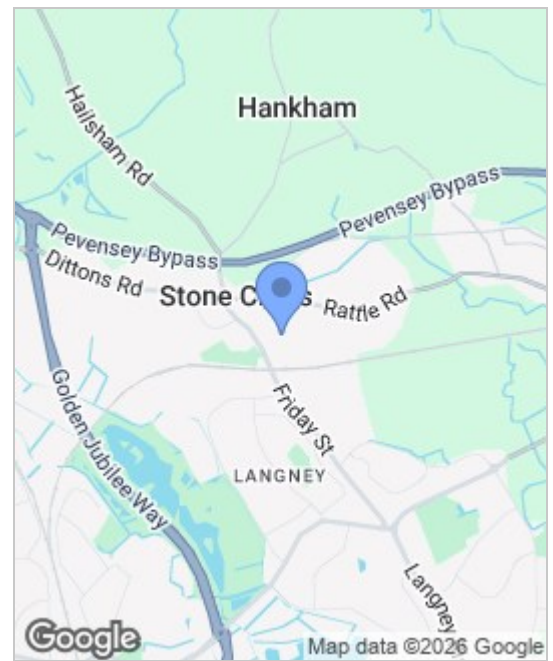 Hankham
Hailsham Rd
Pevensey Bypass
Pevensey Bypass
Dittons Rd
Stone C s
Rattle Rd
Golden Jubilee Way
Friday St
LANGNEY
Langney
Google
Map data ©2026 Google